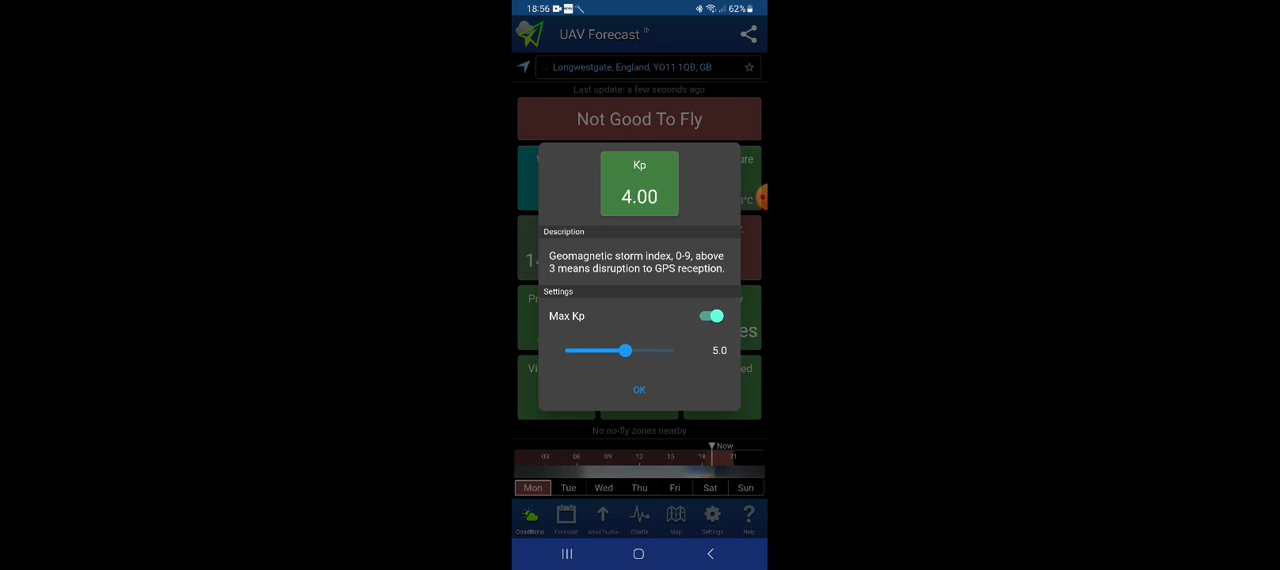 18:56
62%
UAV Forecast
Longwestgate, England, YO11 1QB, GB
Last update: a few seconds ago
Not Good To Fly
Kp
4.00
Description
Geomagnetic storm index, 0-9, above
3 means disruption to GPS reception.
Settings
Max Kp
5.0
OK
No no-fly zones nearby
Now
03 06 09 12 15 18 21
Mon Tue Wed Thu Fri Sat Sun
Conditions Forecast Wind Profile Charts Map Settings Help